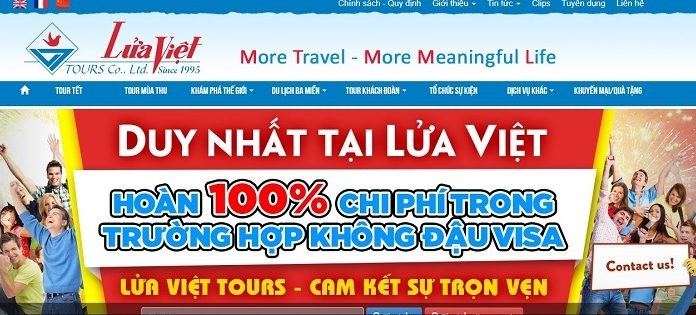 Chính sách - Quy định Giới thiệu Tin tức Clips Tuyển dụng Liên hệ
Lửa Việt
TOURS Co., Ltd. Since 1995
More Travel - More Meaningful Life
TOUR TẾT TOUR MÙA THU KHÁM PHÁ THẾ GIỚI DU LỊCH BA MIỀN TOUR KHÁCH ĐOÀN TỔ CHỨC SỰ KIỆN DỊCH VỤ KHÁC KHUYẾN MẠI/QUÀ TẶNG
DUY NHẤT TẠI LỬA VIỆT
HOÀN 100% CHI PHÍ TRONG
TRƯỜNG HỢP KHÔNG ĐẬU VISA
Contact us!
LỬA VIỆT TOURS - CAM KẾT SỰ TRỌN VẸN